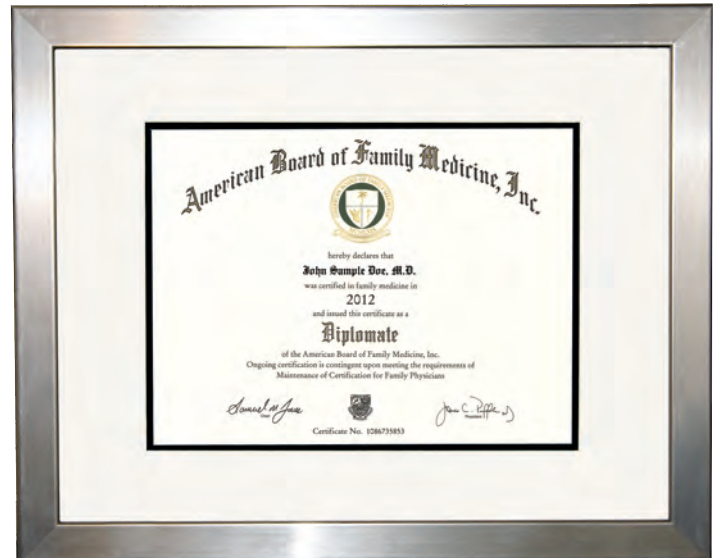 American Board of Family Medicine, Inc.
hereby declares that
John Sample Doe, M.D.
was certified in family medicine in
2012
and issued this certificate as a
Diplomate
of the American Board of Family Medicine, Inc.
Ongoing certification is contingent upon meeting the requirements of
Maintenance of Certification for Family Physicians
Chair
President
Certificate No. 1086735853